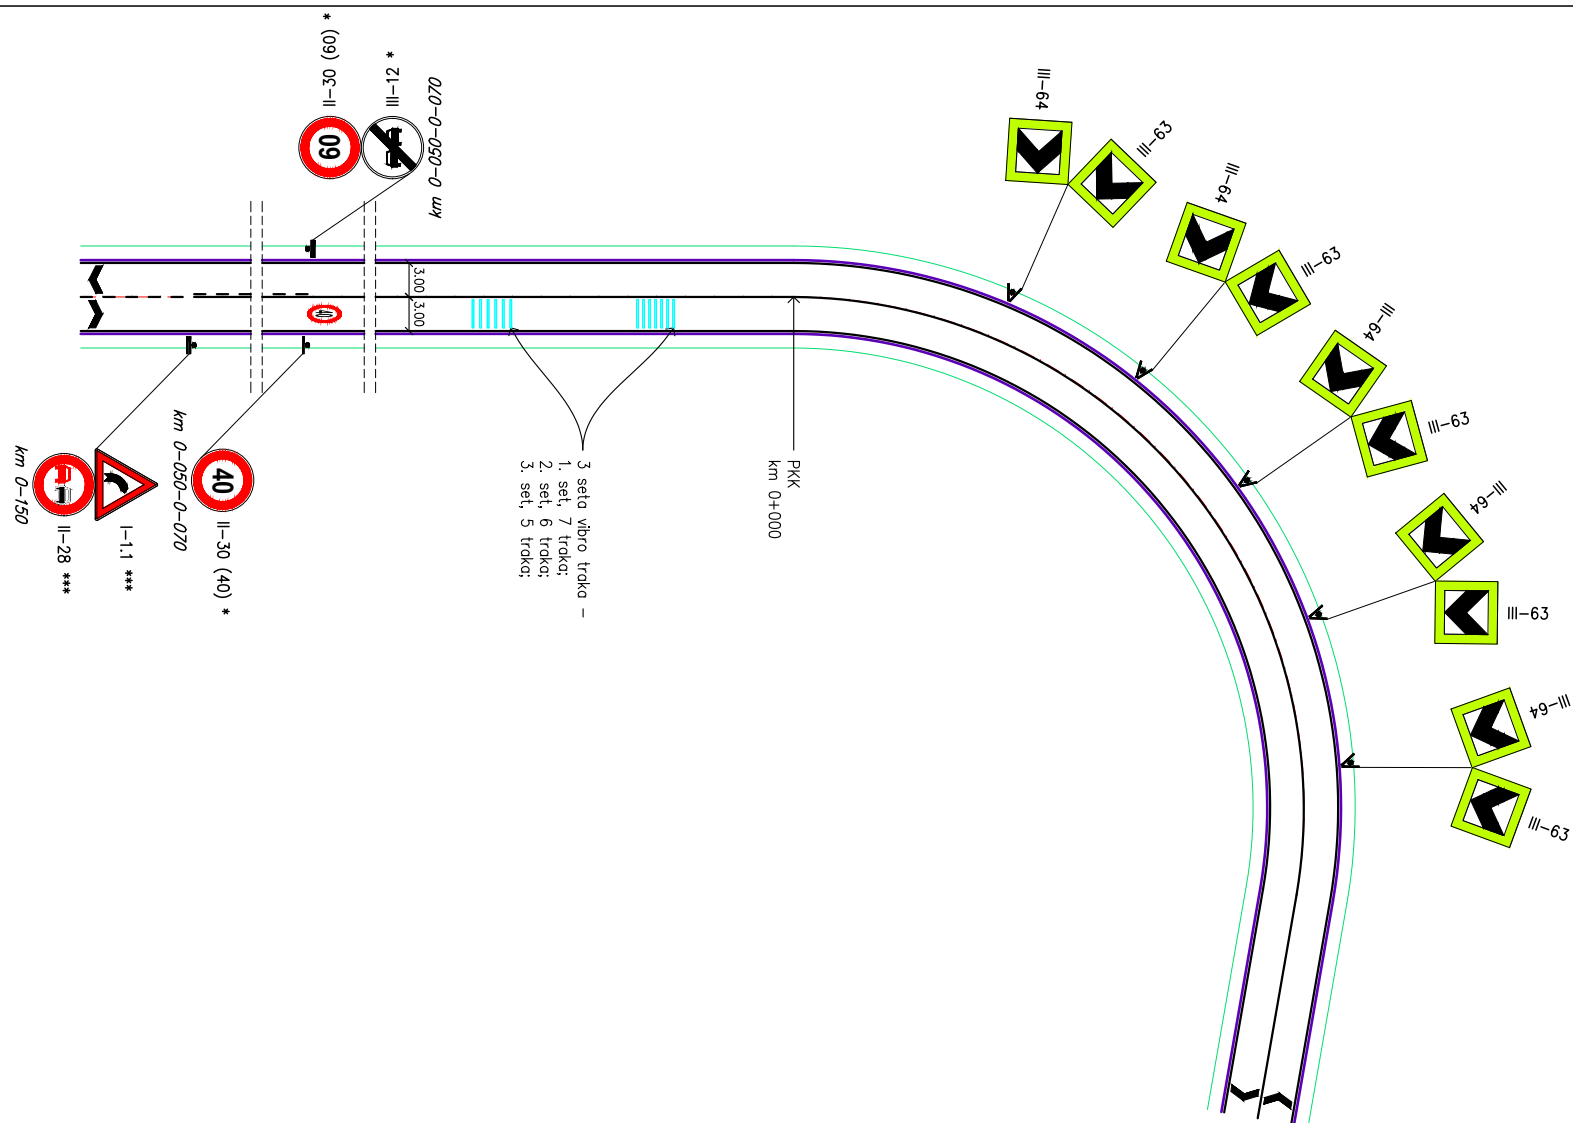 II-30 (60) *
III-12 *
km 0-050-0-070
60
III-64
III-63
III-64
III-63
III-64
III-63
III-64
III-63
III-64
III-63
3.00
3.00
40
PKK
km 0+000
3 seta vibro traka -
1. set, 7 traka;
2. set, 6 traka;
3. set, 5 traka;
40
II-30 (40) *
km 0-050-0-070
I-1.1 ***
II-28 ***
km 0-150